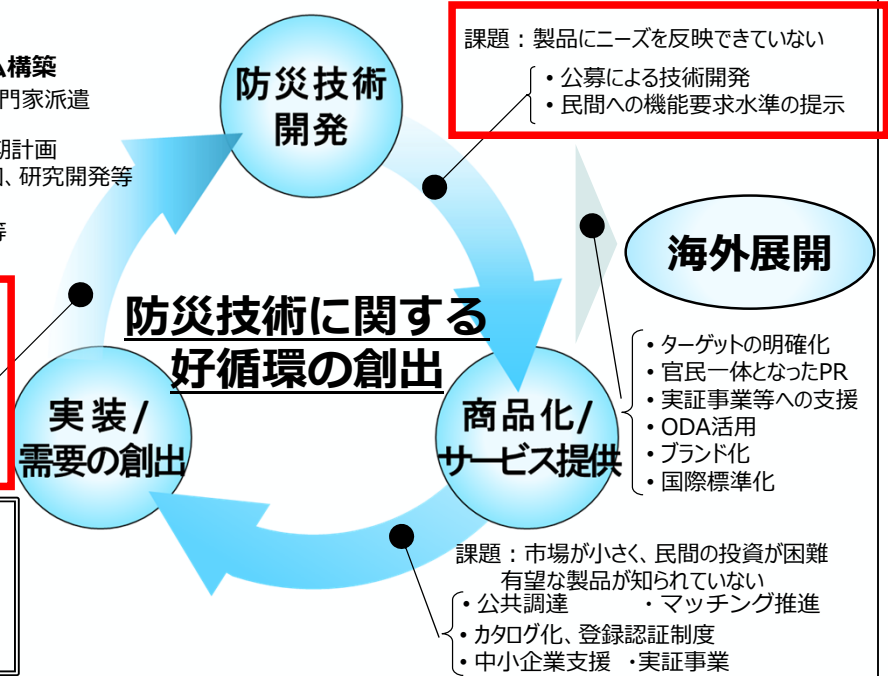 課題：製品にニーズを反映できていない
・公募による技術開発
・民間への機能要求水準の提示
構築
門家派遣
期計画
、研究開発等
等
防災技術
開発
海外展開
・ターゲットの明確化
・官民一体となったPR
・実証事業等への支援
・ODA活用
・ブランド化
・国際標準化
防災技術に関する
好循環の創出
実装/
需要の創出
商品化/
サービス提供
課題：市場が小さく、民間の投資が困難
有望な製品が知られていない
・公共調達　・マッチング推進
・カタログ化、登録認証制度
・中小企業支援　・実証事業